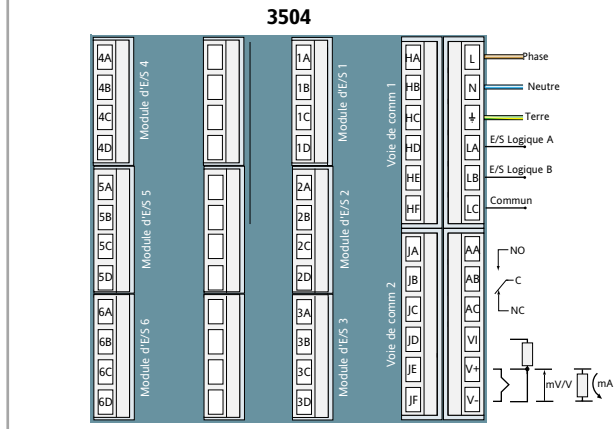 3504
4A
4B
4C
4D
Module d'E/S 4
5A
5B
5C
5D
Module d'E/S 5
6A
6B
6C
6D
Module d'E/S 6
1A
1B
1C
1D
Module d'E/S 1
2A
2B
2C
2D
Module d'E/S 2
3A
3B
3C
3D
Module d'E/S 3
Voie de comm 1
HA
HB
HC
HD
HE
HF
Voie de comm 2
JA
JB
JC
JD
JE
JF
L
Phase
N
Neutre
Terre
LA
E/S Logique A
LB
E/S Logique B
LC
Commun
AA
NO
AB
C
AC
NC
VI
V+
mV/V
mA
V-